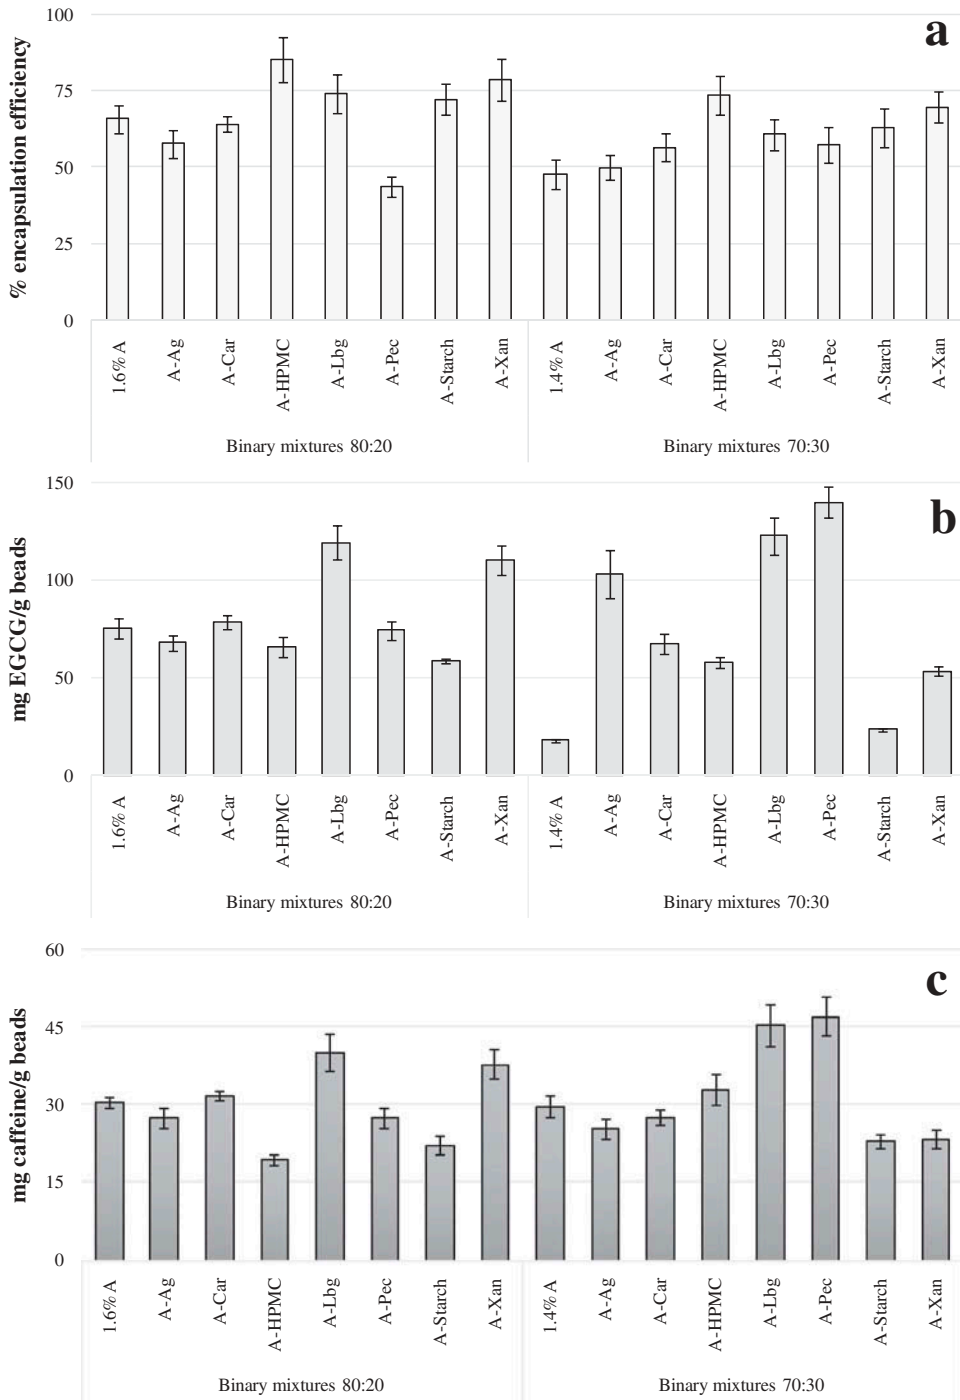 a
% encapsulation efficiency
100
75
50
25
0
1.6% A
A-Ag
A-Car
A-HPMC
A-Lbg
A-Pec
A-Starch
A-Xan
1.4% A
A-Ag
A-Car
A-HPMC
A-Lbg
A-Pec
A-Starch
A-Xan
Binary mixtures 80:20
Binary mixtures 70:30
b
mg EGCG/g beads
150
100
50
0
1.6% A
A-Ag
A-Car
A-HPMC
A-Lbg
A-Pec
A-Starch
A-Xan
1.4% A
A-Ag
A-Car
A-HPMC
A-Lbg
A-Pec
A-Starch
A-Xan
Binary mixtures 80:20
Binary mixtures 70:30
c
mg caffeine/g beads
60
45
30
15
0
1.6% A
A-Ag
A-Car
A-HPMC
A-Lbg
A-Pec
A-Starch
A-Xan
1.4% A
A-Ag
A-Car
A-HPMC
A-Lbg
A-Pec
A-Starch
A-Xan
Binary mixtures 80:20
Binary mixtures 70:30